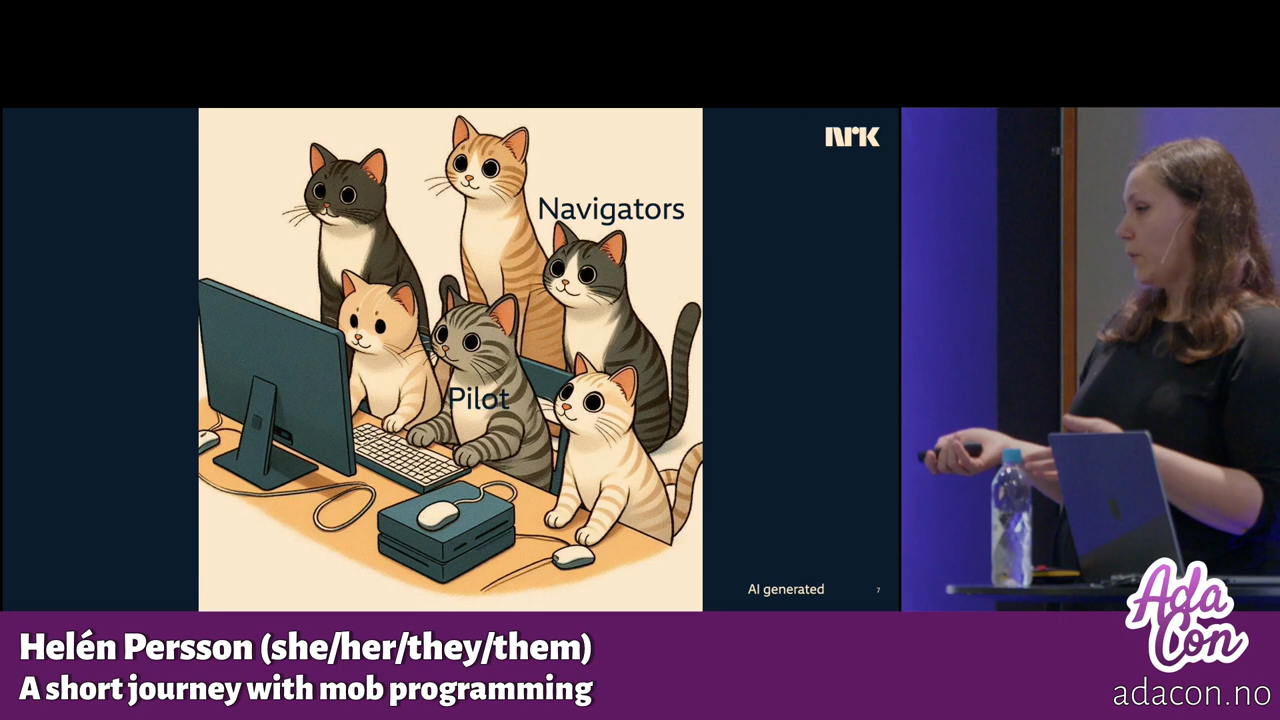 NRK
Navigators
Pilot
AI generated
7
Helén Persson (she/her/they/them)
A short journey with mob programming
Ada
Con
adacon.no